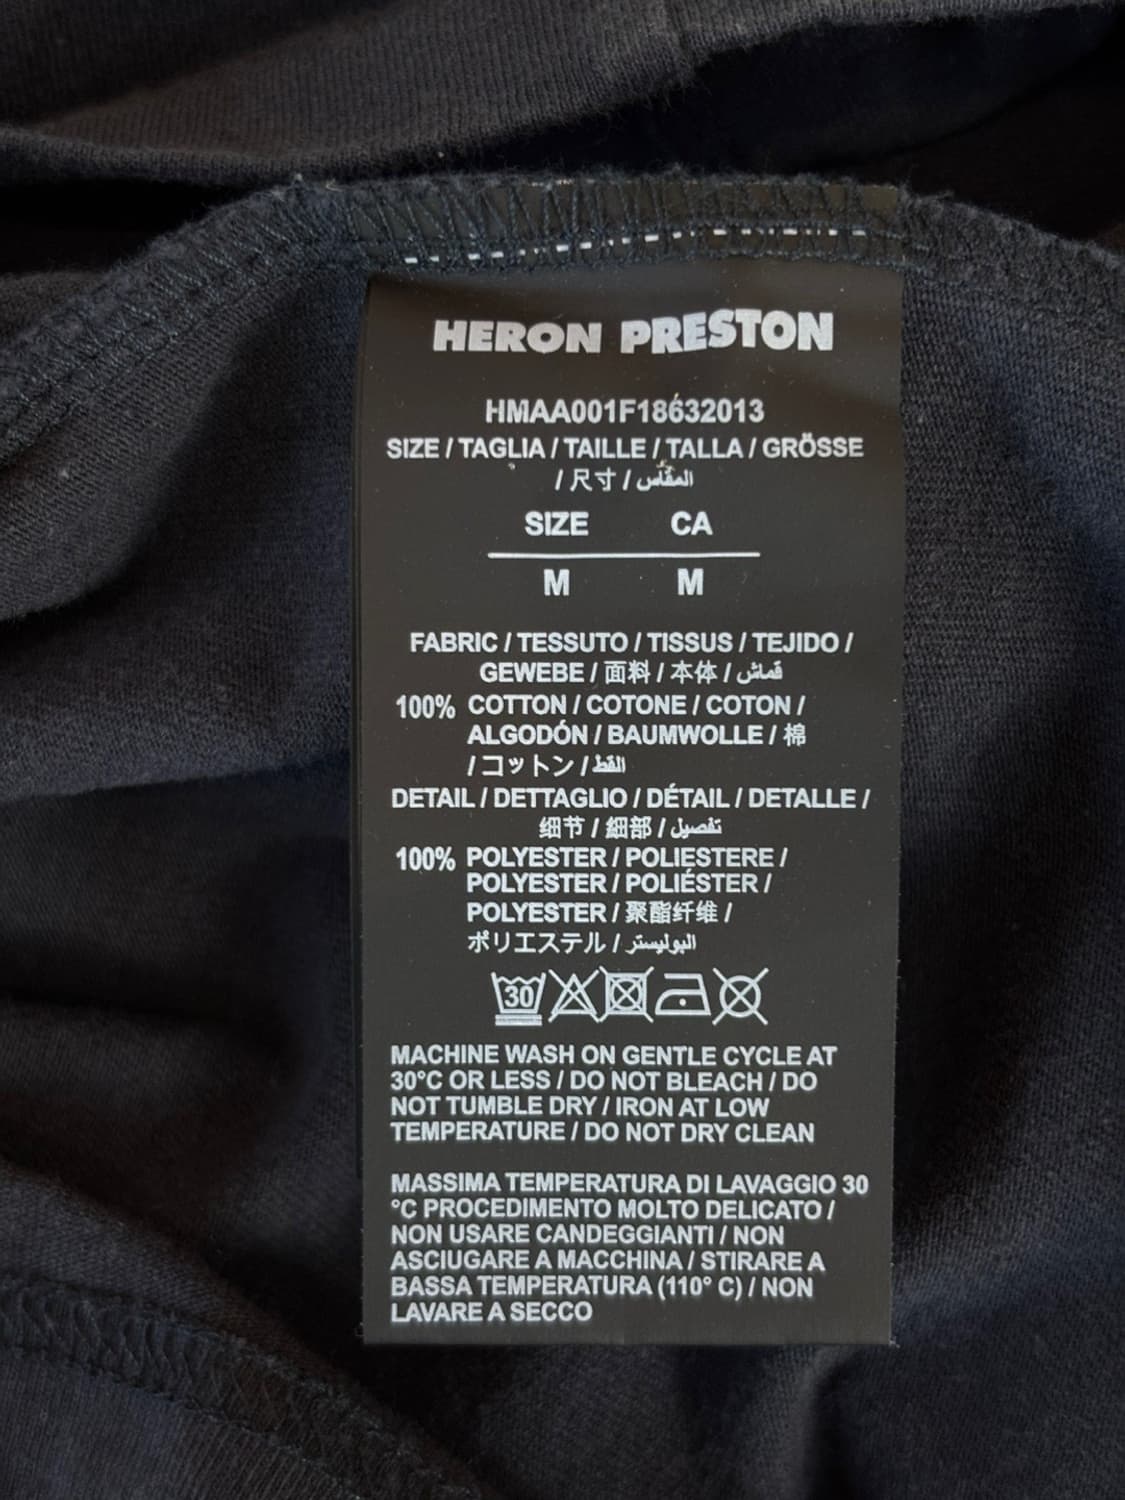 HERON PRESTON
HMAA001F18632013
SIZE / TAGLIA / TAILLE / TALLA / GRÖSSE
/ 尺寸 / المقاس
SIZE CA
M M
FABRIC / TESSUTO / TISSUS / TEJIDO /
GEWEBE / 面料 / 本体 / قماش
100% COTTON / COTONE / COTON /
ALGODÓN / BAUMWOLLE / 棉
/ コットン / القط
DETAIL / DETTAGLIO / DÉTAIL / DETALLE /
细节 / 細部 / تفصيل
100% POLYESTER / POLIESTERE /
POLYESTER / POLIÉSTER /
POLYESTER / 聚酯纤维 /
ポリエステル / البوليستر
30
MACHINE WASH ON GENTLE CYCLE AT
30°C OR LESS / DO NOT BLEACH / DO
NOT TUMBLE DRY / IRON AT LOW
TEMPERATURE / DO NOT DRY CLEAN
MASSIMA TEMPERATURA DI LAVAGGIO 30
°C PROCEDIMENTO MOLTO DELICATO /
NON USARE CANDEGGIANTI / NON
ASCIUGARE A MACCHINA / STIRARE A
BASSA TEMPERATURA (110° C) / NON
LAVARE A SECCO